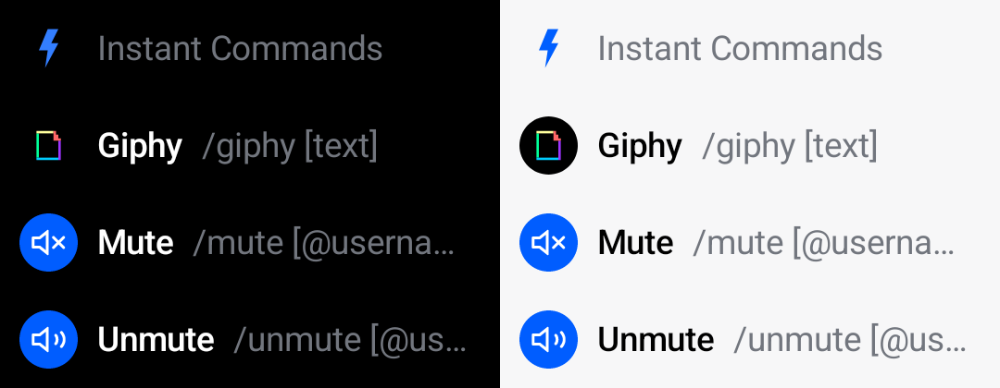 Instant Commands
Giphy /giphy [text]
Mute /mute [@userna...
Unmute /unmute [@us...
Instant Commands
Giphy /giphy [text]
Mute /mute [@userna...
Unmute /unmute [@us...